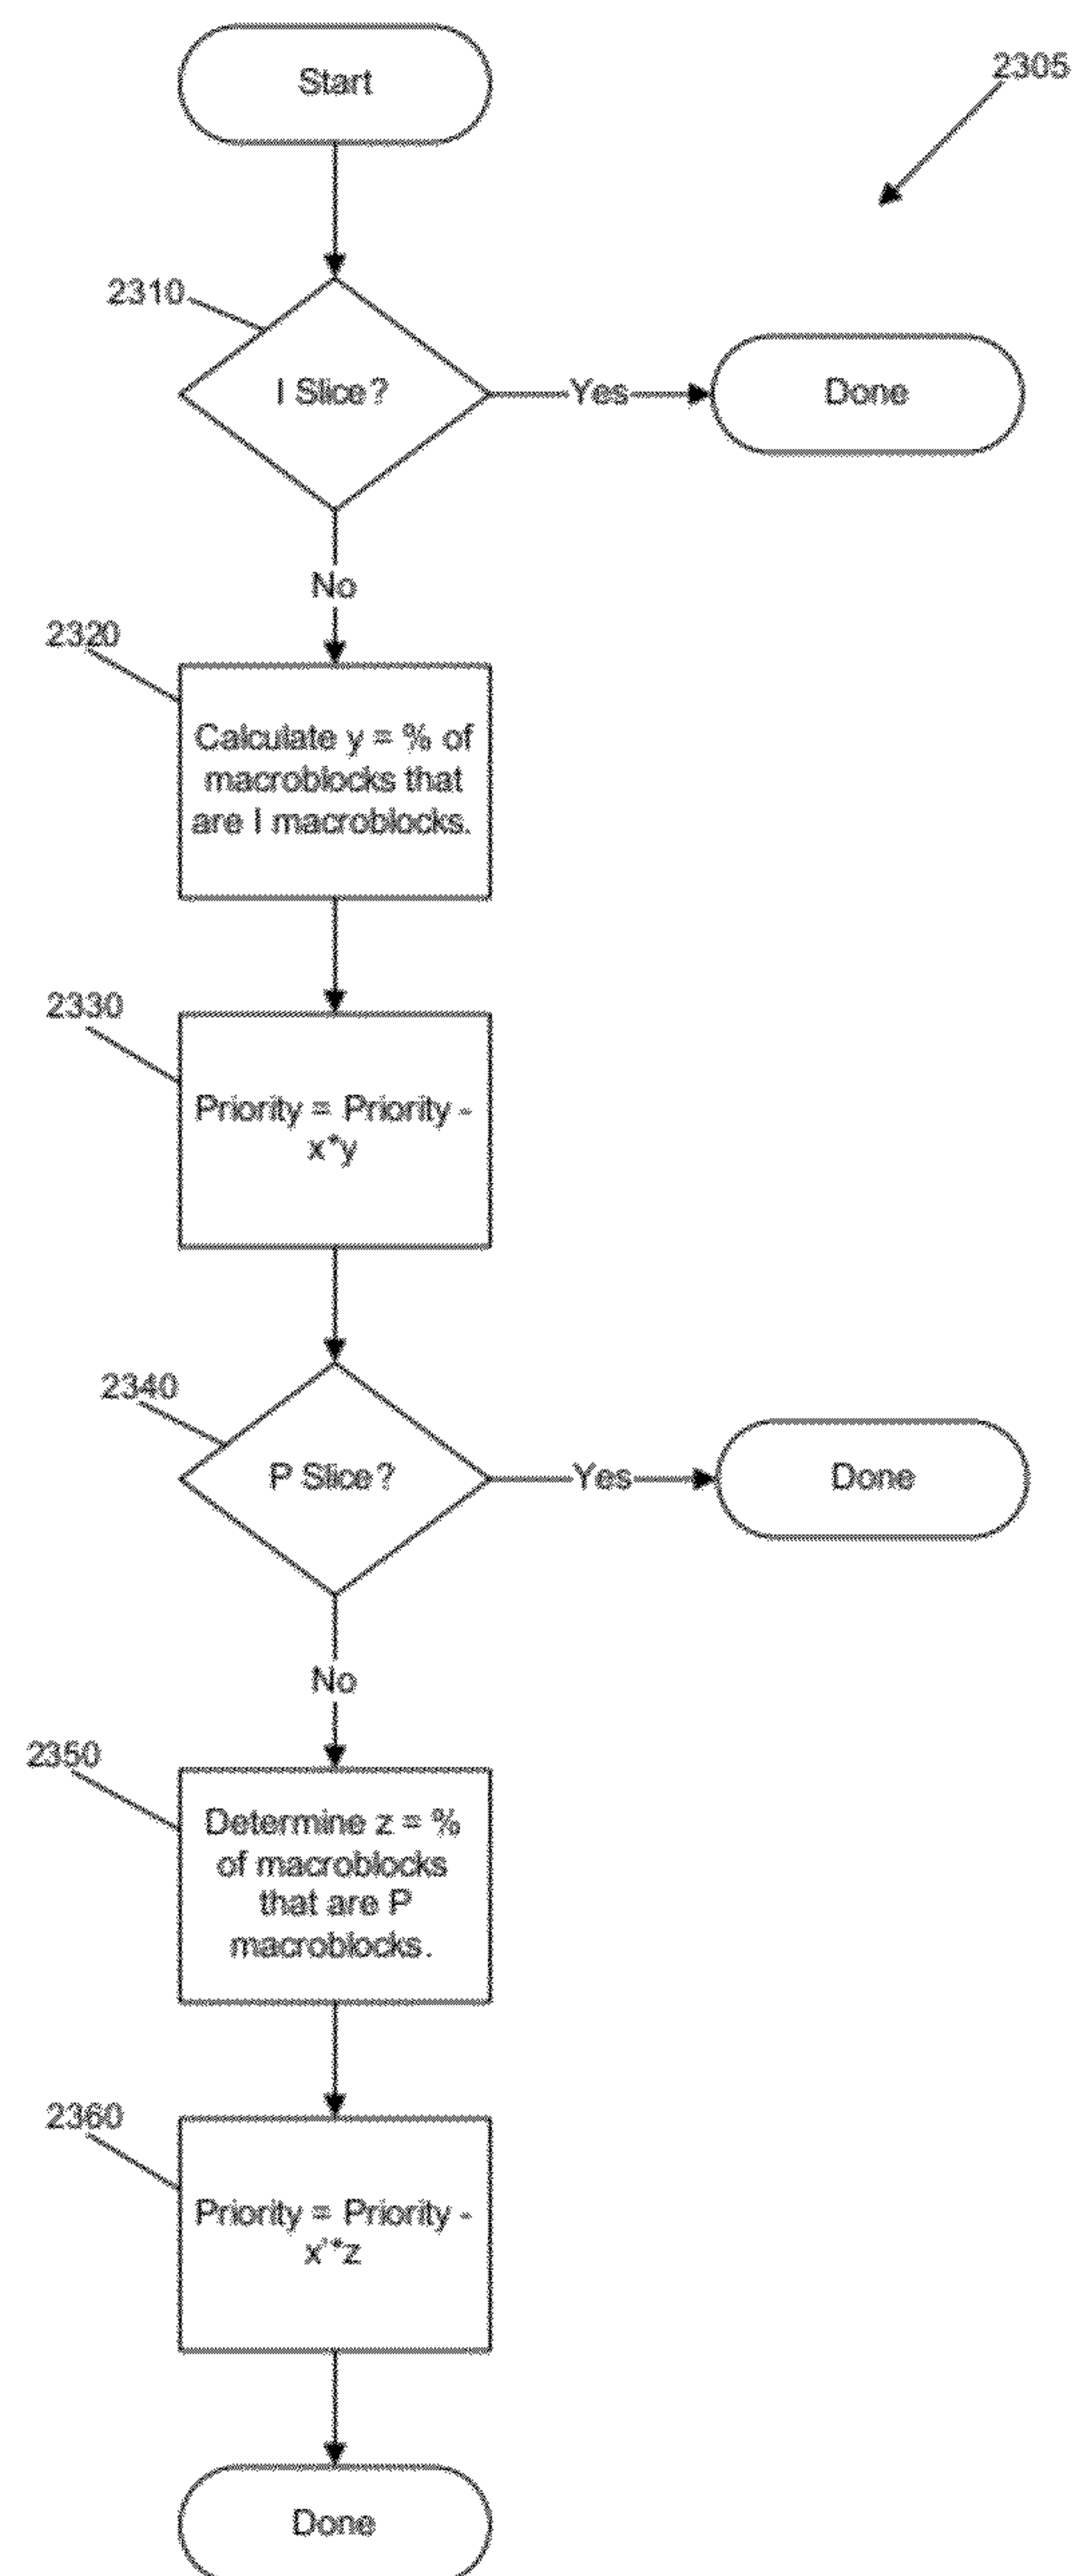 Start
2305
2310
I Slice?
Yes
Done
No
2320
Calculate y = % of
macroblocks that
are I macroblocks.
2330
Priority = Priority -
x*y
2340
P Slice?
Yes
Done
No
2350
Determine z = %
of macroblocks
that are P
macroblocks.
2360
Priority = Priority -
x'*z
Done